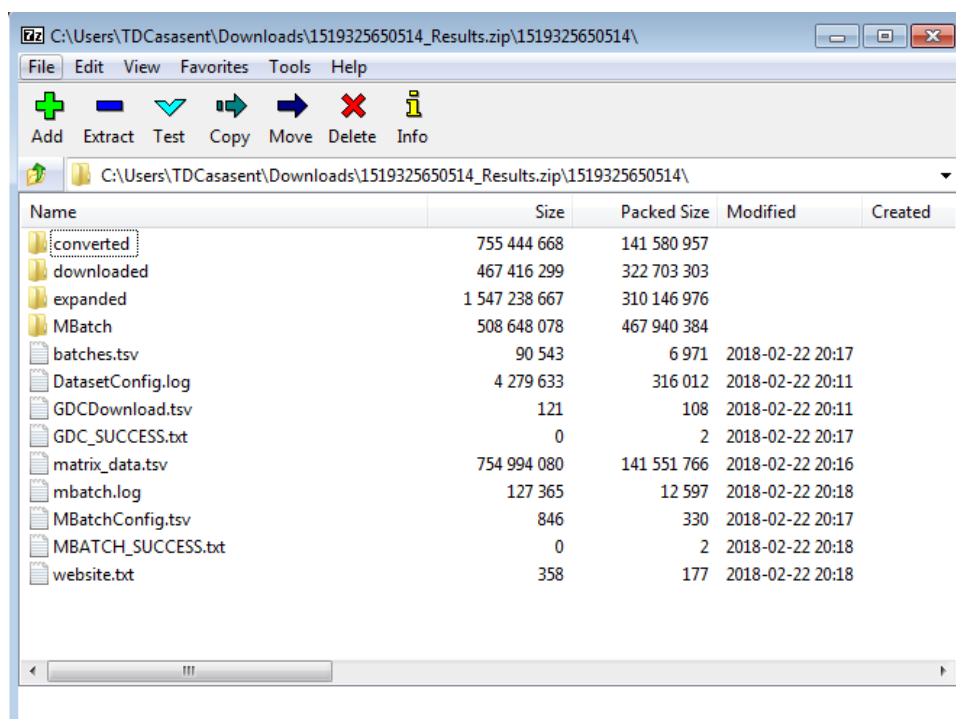 7z C:\Users\TDCasasent\Downloads\1519325650514_Results.zip\1519325650514\
File Edit View Favorites Tools Help
Add Extract Test Copy Move Delete Info
C:\Users\TDCasasent\Downloads\1519325650514_Results.zip\1519325650514\
Name Size Packed Size Modified Created
converted 755 444 668 141 580 957
downloaded 467 416 299 322 703 303
expanded 1 547 238 667 310 146 976
MBatch 508 648 078 467 940 384
batches.tsv 90 543 6 971 2018-02-22 20:17
DatasetConfig.log 4 279 633 316 012 2018-02-22 20:11
GDCDownload.tsv 121 108 2018-02-22 20:11
GDC_SUCCESS.txt 0 2 2018-02-22 20:17
matrix_data.tsv 754 994 080 141 551 766 2018-02-22 20:16
mbatch.log 127 365 12 597 2018-02-22 20:18
MBatchConfig.tsv 846 330 2018-02-22 20:17
MBATCH_SUCCESS.txt 0 2 2018-02-22 20:18
website.txt 358 177 2018-02-22 20:18